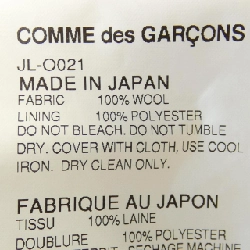 COMME des GARÇONS
JL-O021
MADE IN JAPAN
FABRIC 100% WOOL
LINING 100% POLYESTER
DO NOT BLEACH. DO NOT TUMBLE
DRY. COVER WITH CLOTH. USE COOL
IRON. DRY CLEAN ONLY.
FABRIQUE AU JAPON
TISSU 100% LAINE
DOUBLURE 100% POLYESTER
SECHAGE MACHINE